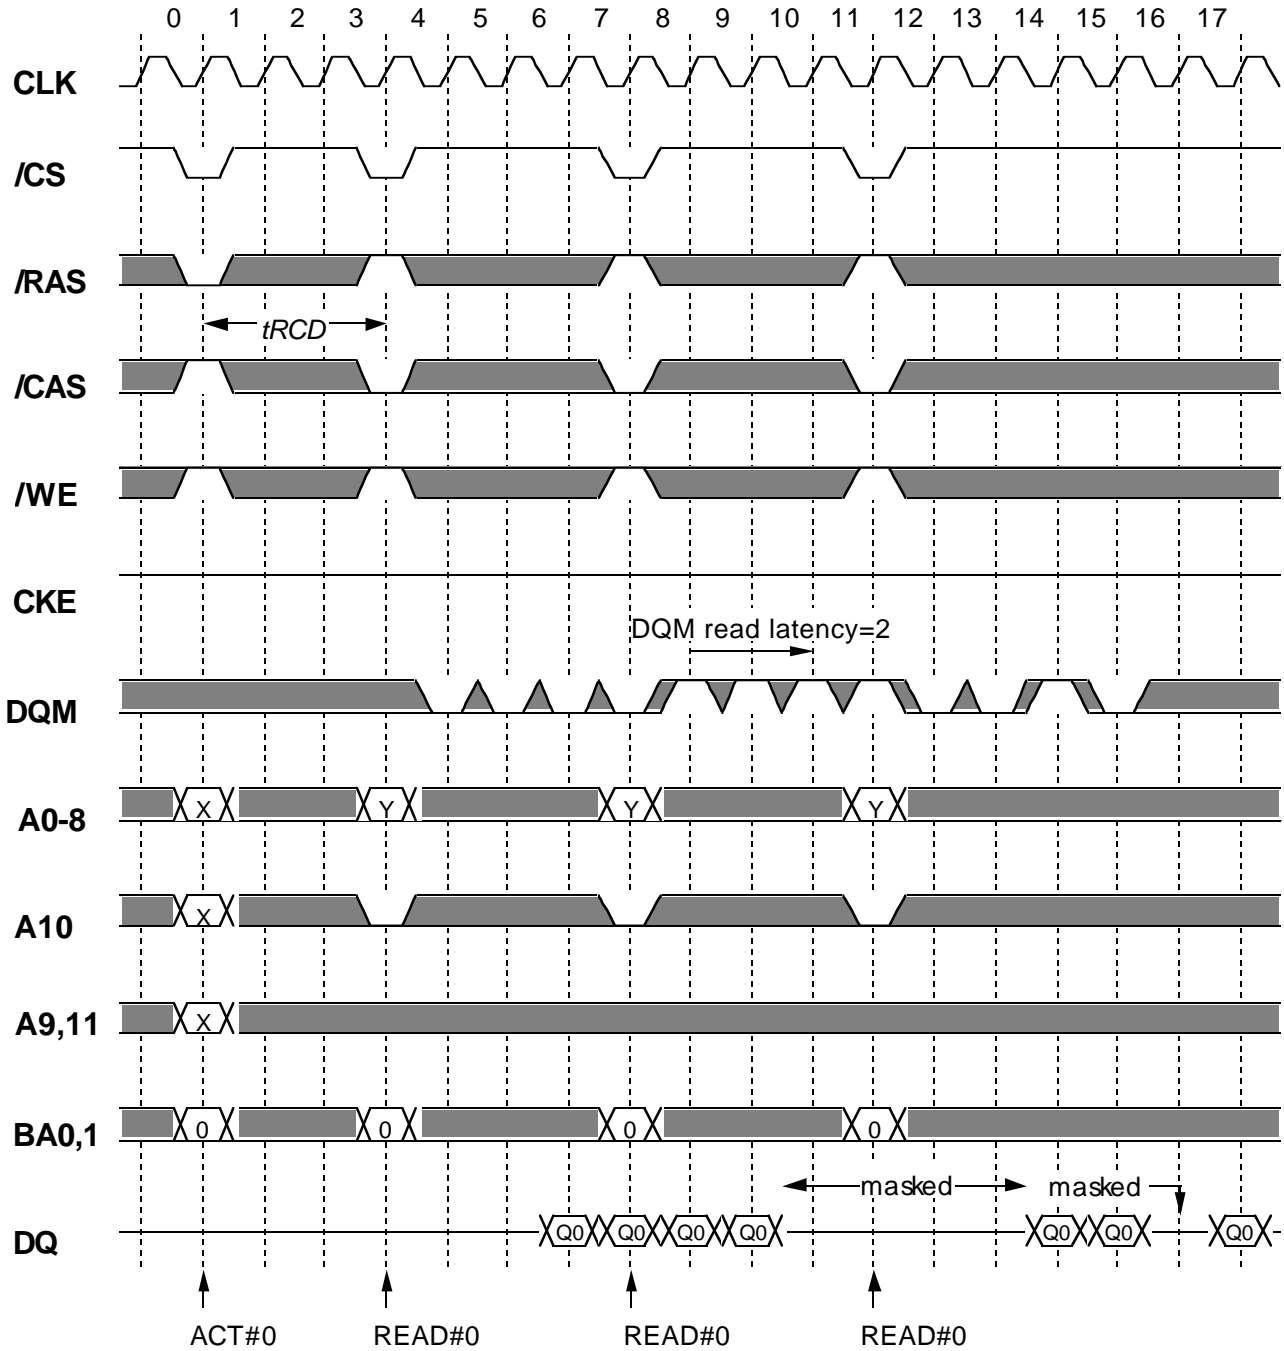 0 1 2 3 4 5 6 7 8 9 10 11 12 13 14 15 16 17
CLK
/CS
/RAS
tRCD
/CAS
/WE
CKE
DQM read latency=2
DQM
A0-8 X Y Y Y
A10 X
A9,11 X
BA0,1 0 0 0 0
masked masked
DQ Q0 Q0 Q0 Q0 Q0 Q0 Q0
ACT#0 READ#0 READ#0 READ#0